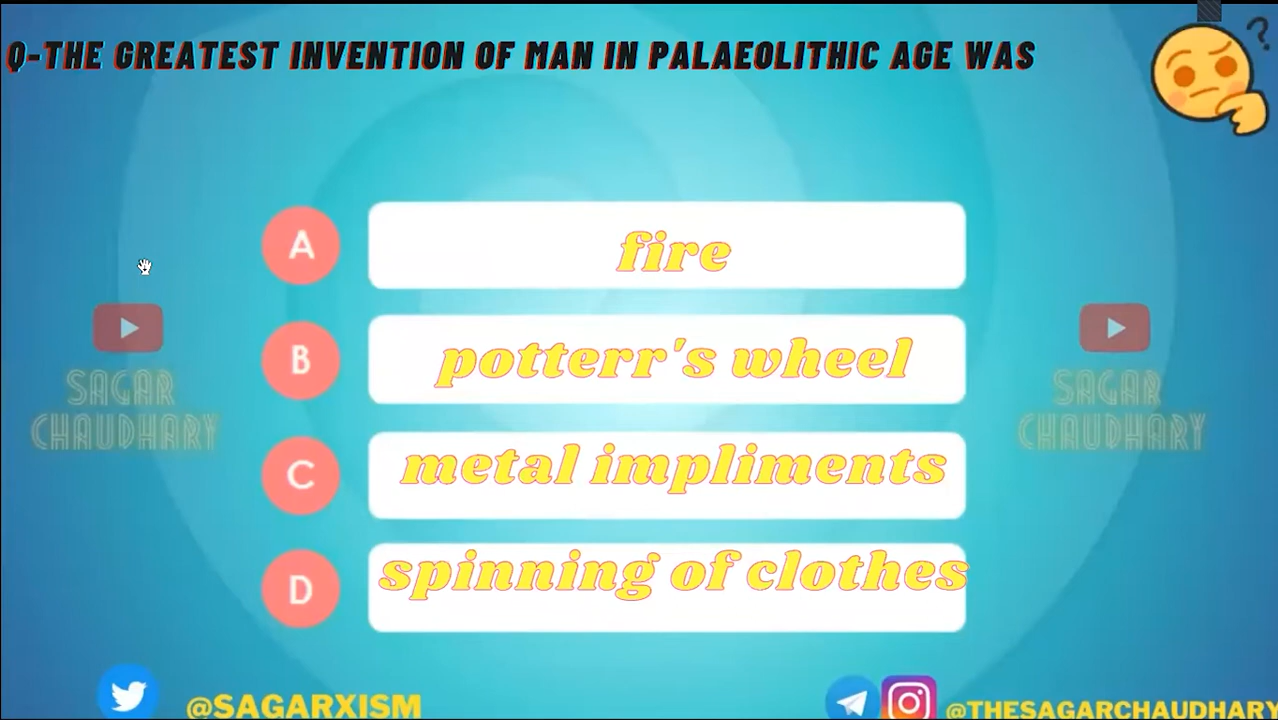 Q-THE GREATEST INVENTION OF MAN IN PALAEOLITHIC AGE WAS
?
A fire
B potterr's wheel
C metal impliments
D spinning of clothes
SAGAR
CHAUDHARY
SAGAR
CHAUDHARY
@SAGARXISM
@THESAGARCHAUDHARY